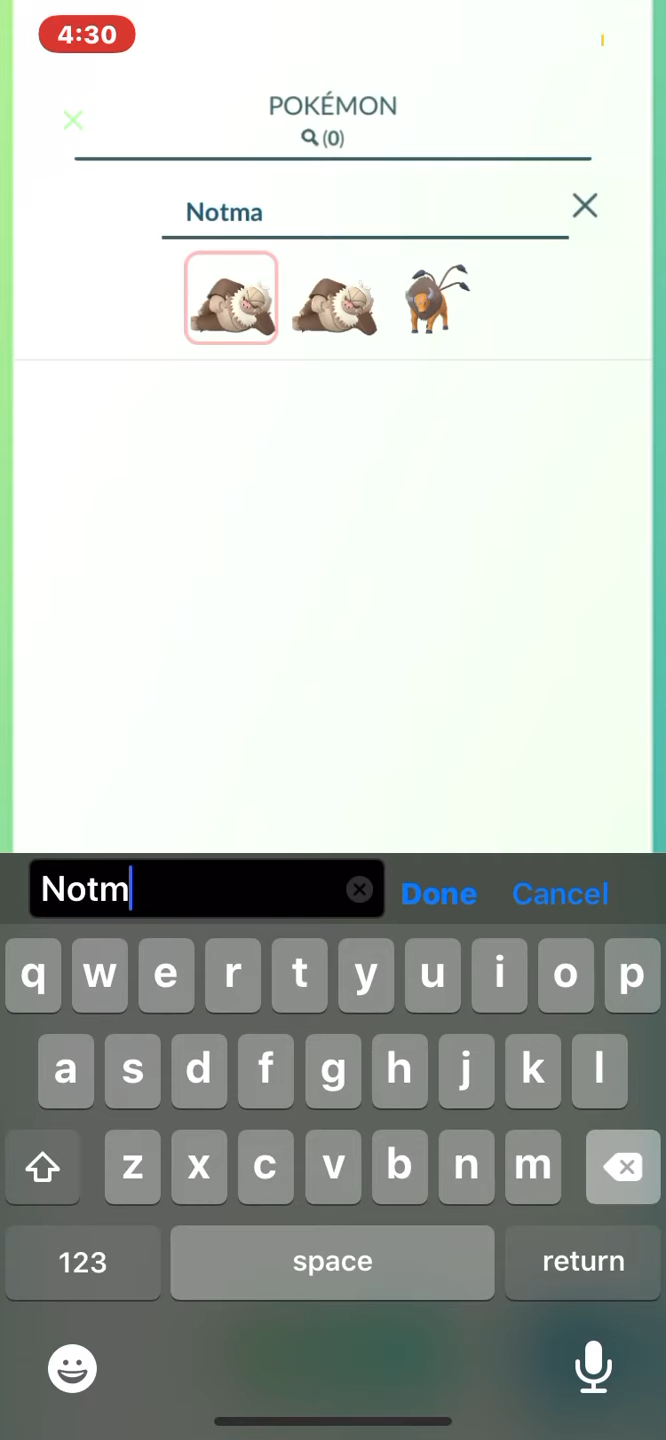 4:30
POKÉMON
(0)
Notma
Notm
Done
Cancel
q w e r t y u i o p
a s d f g h j k l
z x c v b n m
123
space
return